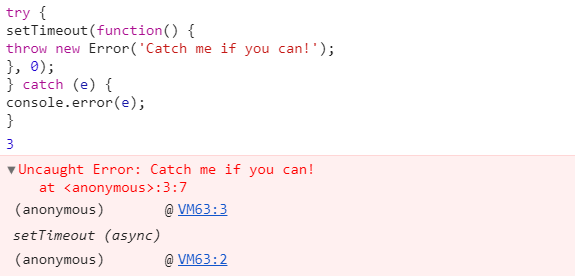 try {
setTimeout(function() {
throw new Error('Catch me if you can!');
}, 0);
} catch (e) {
console.error(e);
}
3
▼Uncaught Error: Catch me if you can!
at <anonymous>:3:7
(anonymous) @ VM63:3
setTimeout (async)
(anonymous) @ VM63:2